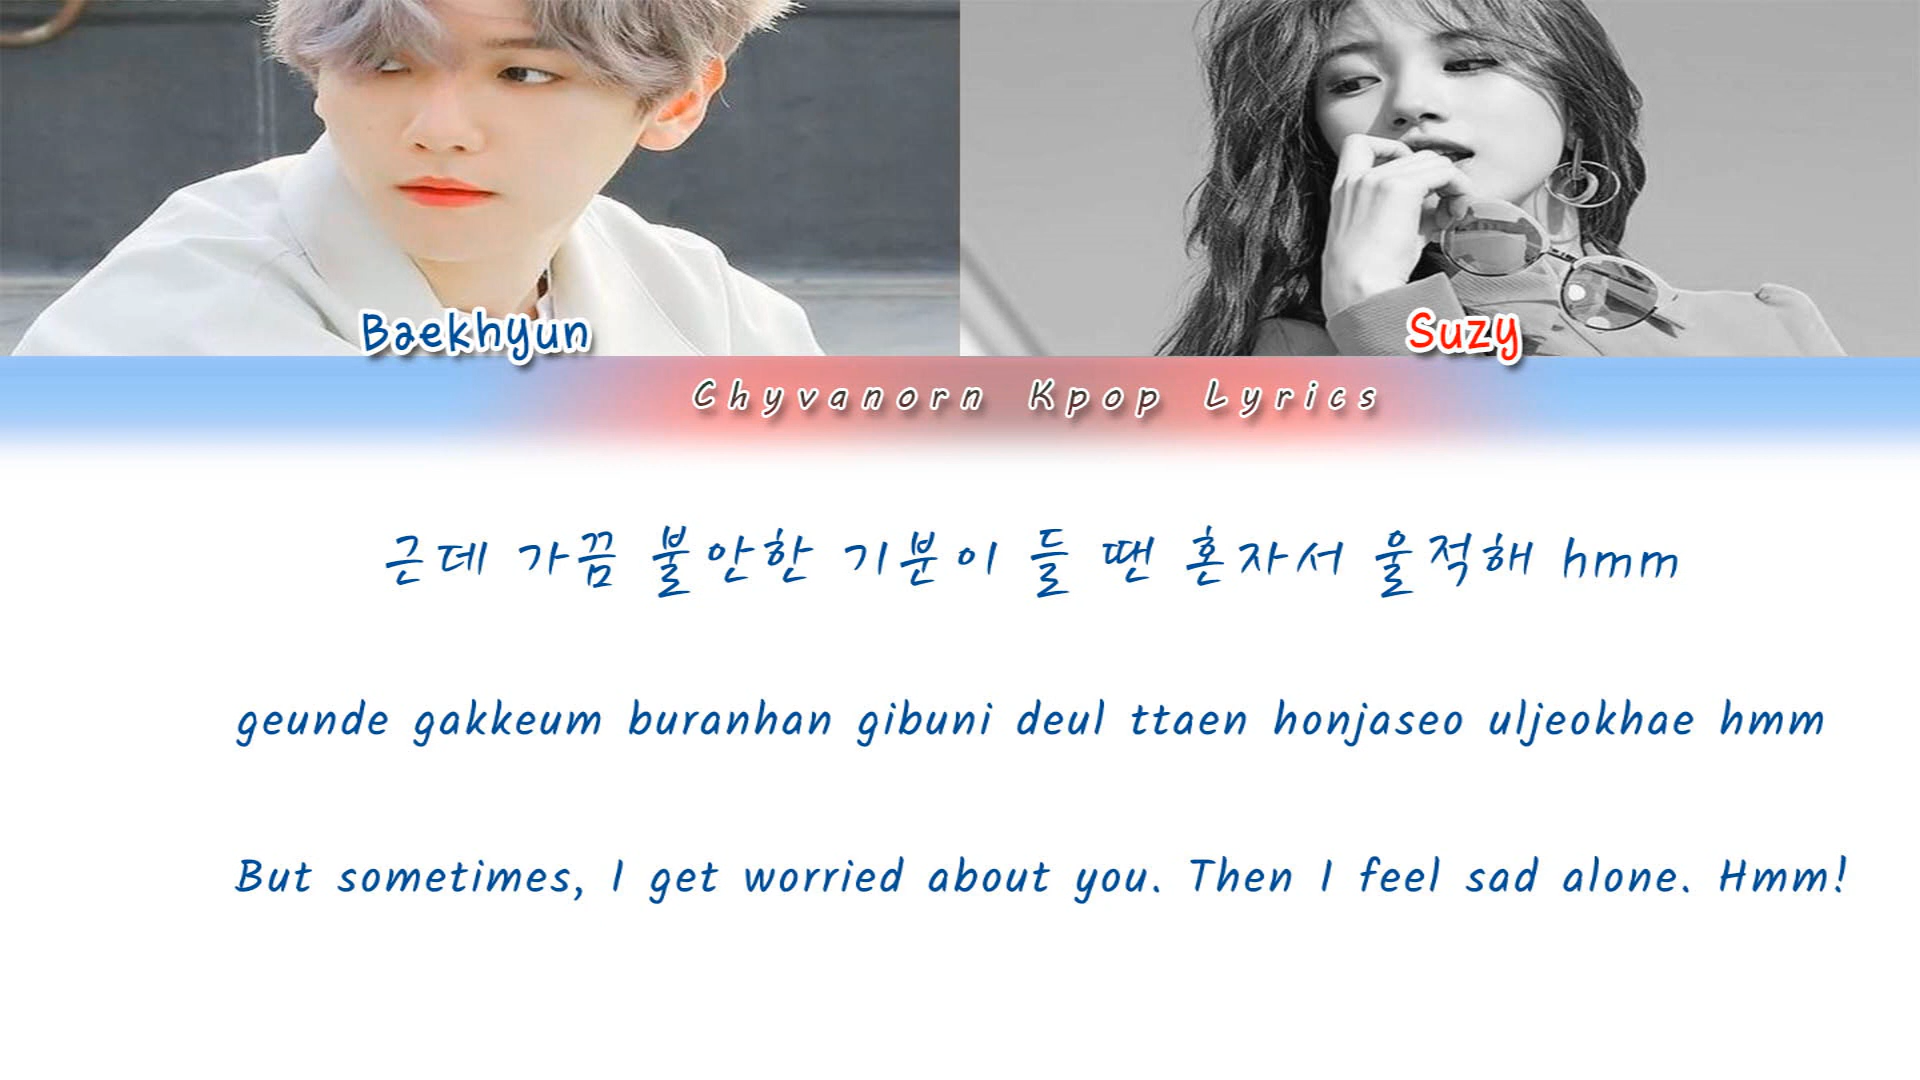 Baekhyun
Suzy
Chyvanorn Kpop Lyrics
근데 가끔 불안한 기분이 들 땐 혼자서 울적해 hmm
geunde gakkeum buranhan gibuni deul ttaen honjaseo uljeokhae hmm
But sometimes, I get worried about you. Then I feel sad alone. Hmm!